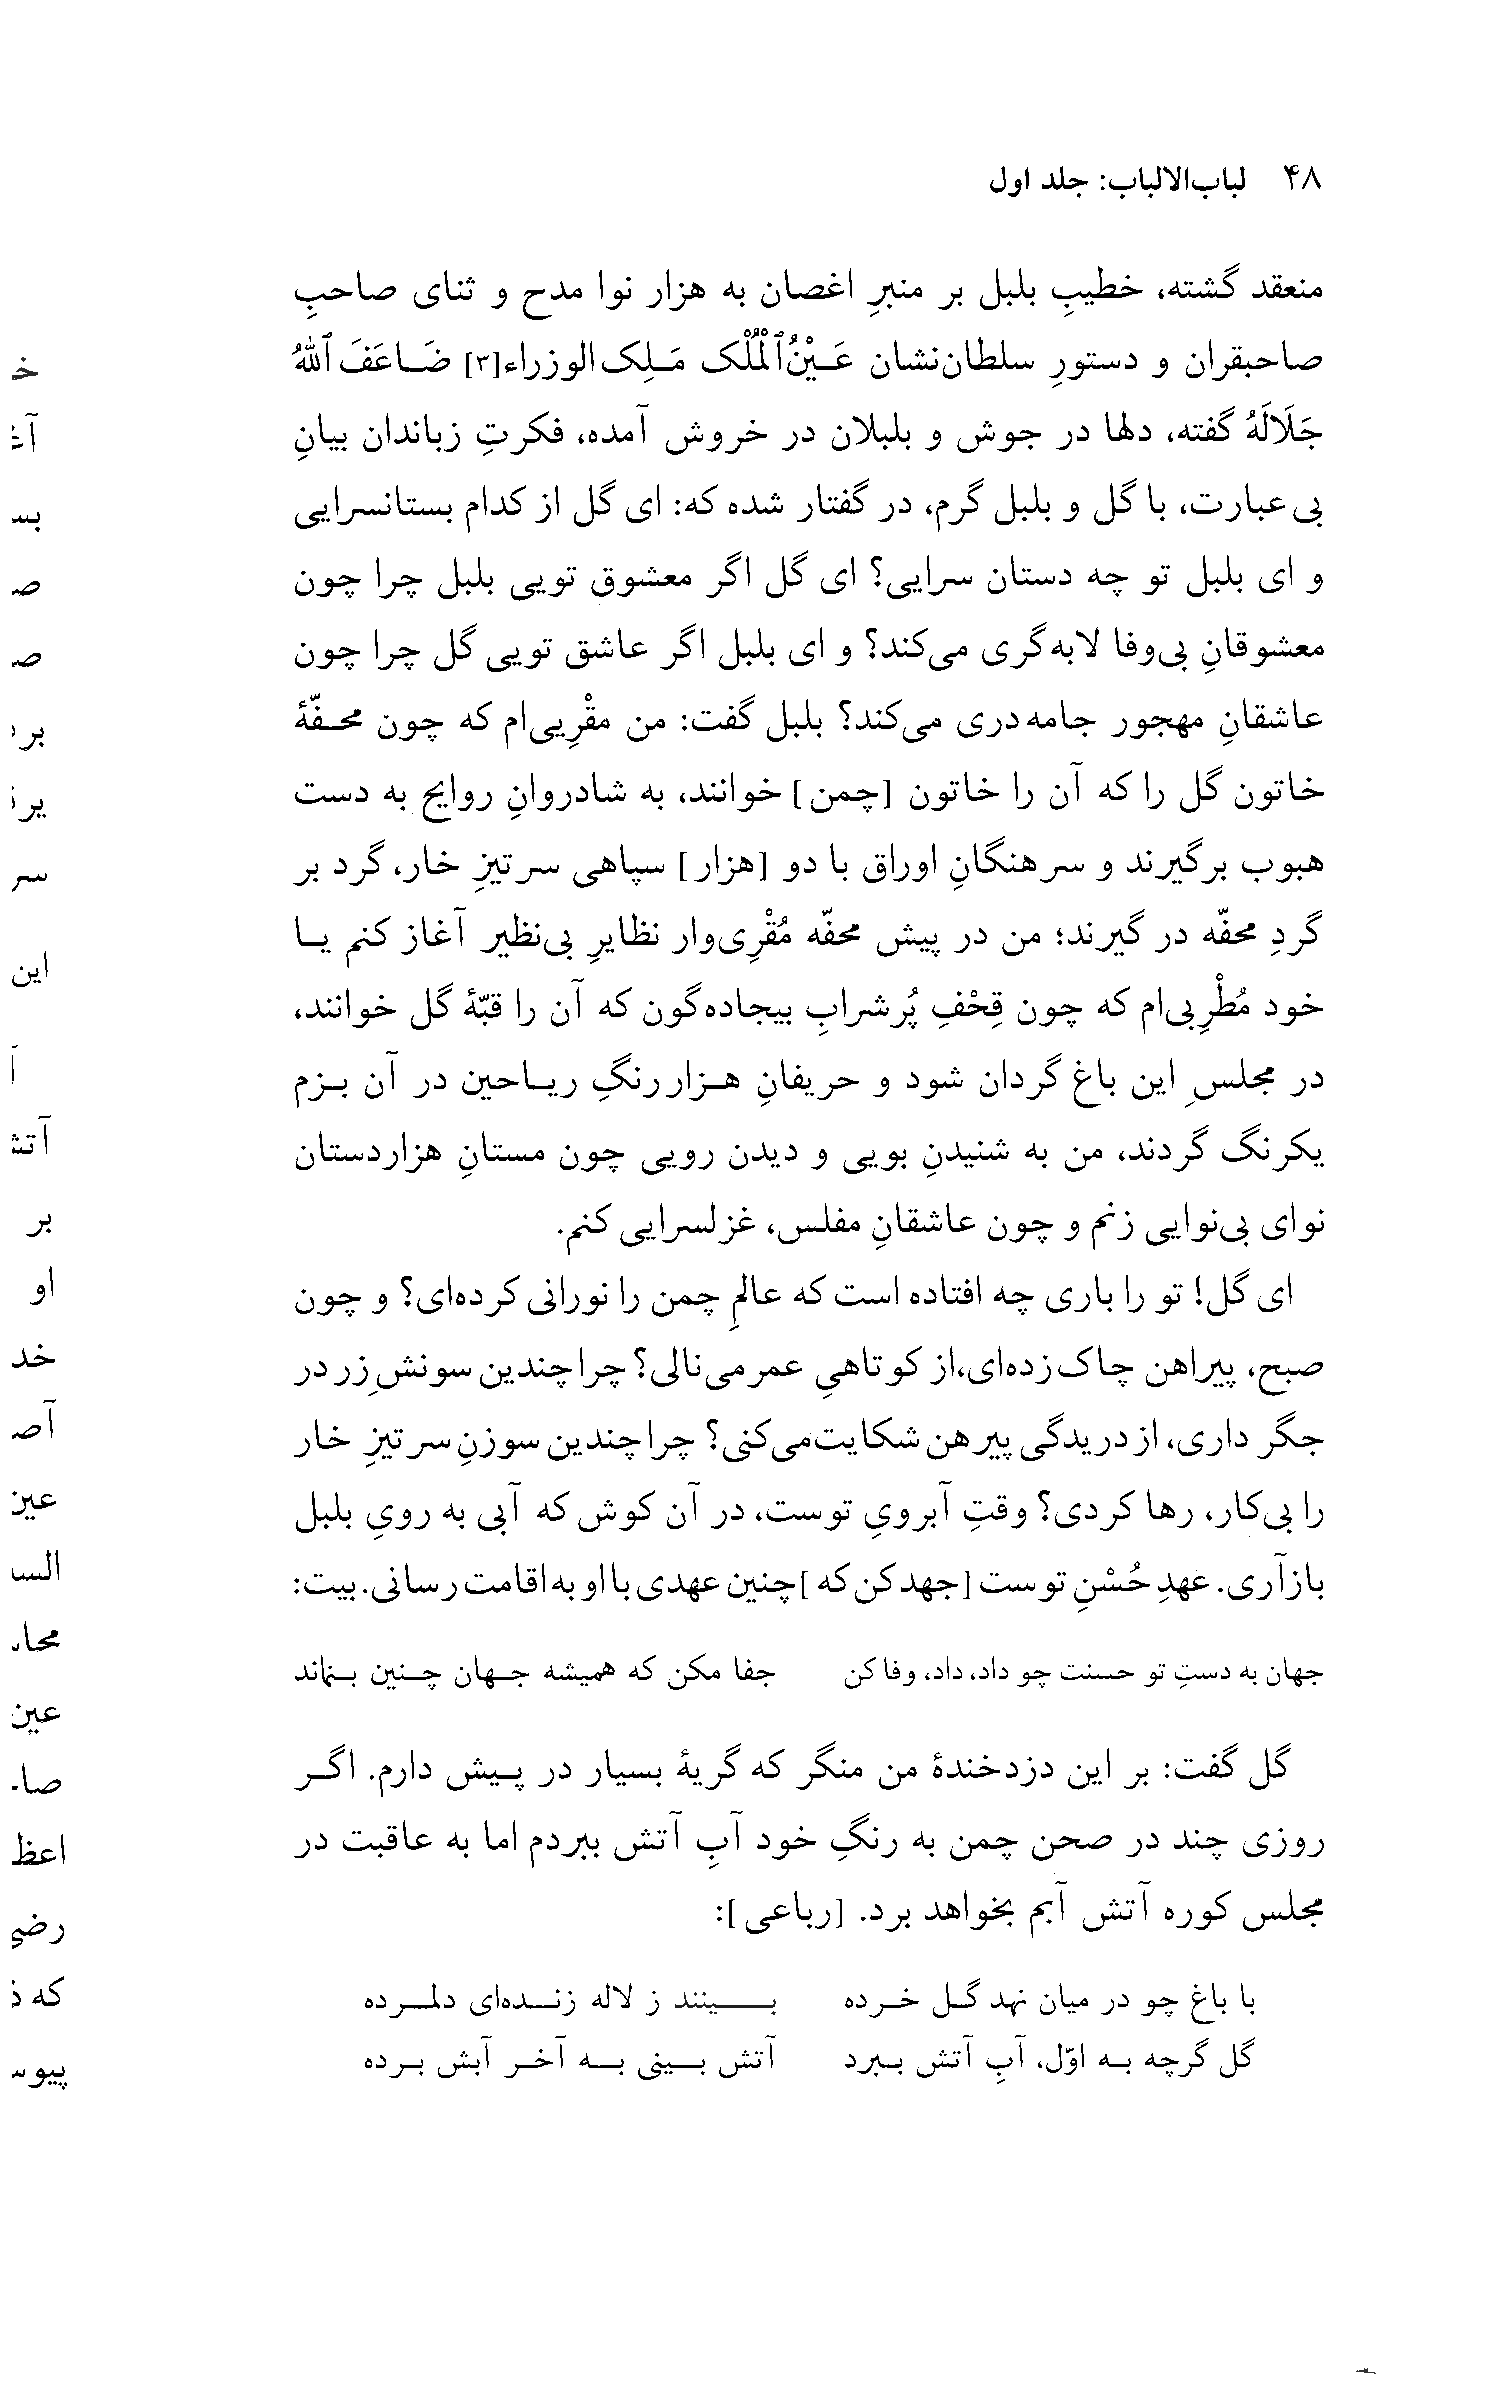 ۴۸ لباب‌الالباب: جلد اول
منعقد گشته، خطیبِ بلبل بر منبرِ اغصان به هزار نوا مدح و ثنای صاحبِ
صاحبقران و دستورِ سلطان‌نشان عَیْنُ‌ٱلْمُلْک مَلِک‌الوزراء[۳] ضَاعَفَ ٱللهُ
جَلَالَهُ گفته، دلها در جوش و بلبلان در خروش آمده، فکرتِ زباندان بیانِ
بی‌عبارت، با گل و بلبل گرم، در گفتار شده که: ای گل از کدام بستانسرایی
و ای بلبل تو چه دستان سرایی؟ ای گل اگر معشوق تویی بلبل چرا چون
معشوقانِ بی‌وفا لابه‌گری می‌کند؟ و ای بلبل اگر عاشق تویی گل چرا چون
عاشقانِ مهجور جامه‌دری می‌کند؟ بلبل گفت: من مقْرِیی‌ام که چون محفّهٔ
خاتون گل را که آن را خاتون [چمن] خوانند، به شادروانِ روایح به دست
هبوب برگیرند و سرهنگانِ اوراق با دو [هزار] سپاهی سرتیزِ خار، گرد بر
گردِ محفّه در گیرند؛ من در پیش محفّه مُقْرِی‌وار نظایرِ بی‌نظیر آغاز کنم یا
خود مُطْرِبی‌ام که چون قِحْفِ پُرشرابِ بیجاده‌گون که آن را قبّهٔ گل خوانند،
در مجلسِ این باغ گردان شود و حریفانِ هزاررنگِ ریاحین در آن بزم
یکرنگ گردند، من به شنیدنِ بویی و دیدن رویی چون مستانِ هزاردستان
نوای بی‌نوایی زنم و چون عاشقانِ مفلس، غزلسرایی کنم.
ای گل! تو را باری چه افتاده است که عالمِ چمن را نورانی کرده‌ای؟ و چون
صبح، پیراهن چاک زده‌ای، از کوتاهیِ عمر می‌نالی؟ چرا چندین سونشِ زر در
جگر داری، از دریدگی پیرهن شکایت می‌کنی؟ چرا چندین سوزنِ سرتیزِ خار
را بی‌کار، رها کردی؟ وقتِ آبرویِ توست، در آن کوش که آبی به رویِ بلبل
بازآری. عهدِ حُسْنِ توست [جهد کن که] چنین عهدی با او به اقامت رسانی. بیت:
جهان به دستِ تو حسنت چو داد، داد، وفا کن    جفا مکن که همیشه جهان چنین بنماند
گل گفت: بر این دزدخندهٔ من منگر که گریهٔ بسیار در پیش دارم. اگر
روزی چند در صحن چمن به رنگِ خود آبِ آتش ببردم اما به عاقبت در
مجلس کوره آتش آبم بخواهد برد. [رباعی]:
با باغ چو در میان نهد گل خرده    بینند ز لاله زنده‌ای دلمرده
گل گرچه به اوّل، آبِ آتش ببرد    آتش بینی به آخر آبش برده